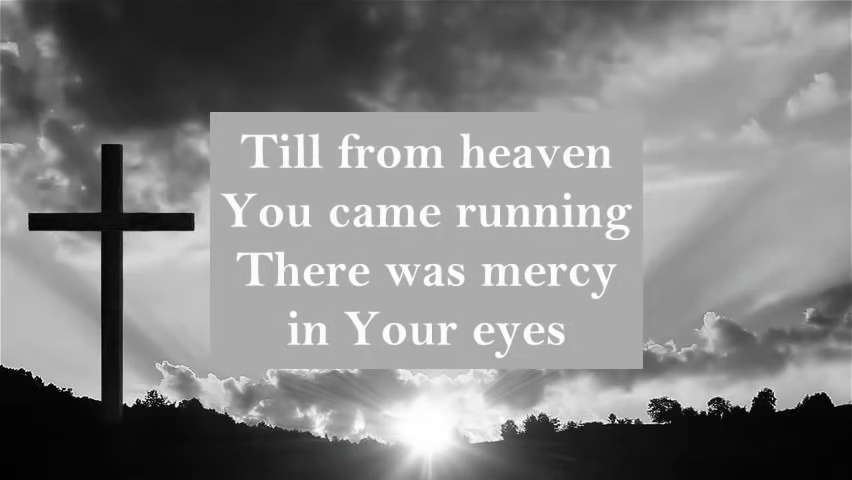 Till from heaven
You came running
There was mercy
in Your eyes